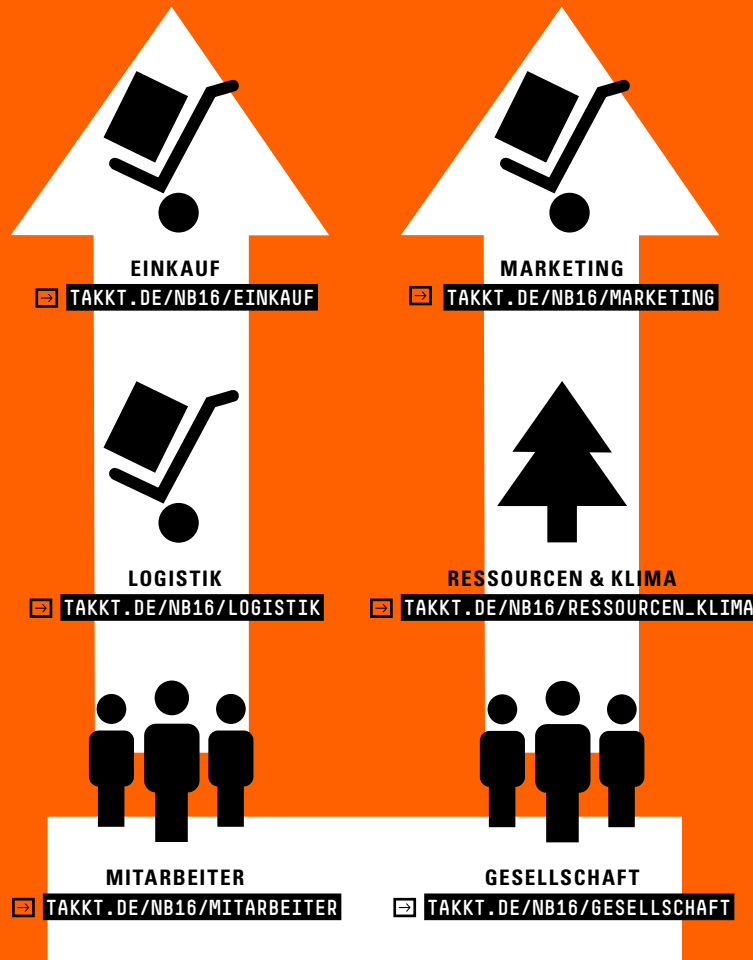 EINKAUF
→ TAKKT.DE/NB16/EINKAUF
MARKETING
→ TAKKT.DE/NB16/MARKETING
LOGISTIK
→ TAKKT.DE/NB16/LOGISTIK
RESSOURCEN & KLIMA
→ TAKKT.DE/NB16/RESSOURCEN_KLIMA
MITARBEITER
→ TAKKT.DE/NB16/MITARBEITER
GESELLSCHAFT
→ TAKKT.DE/NB16/GESELLSCHAFT